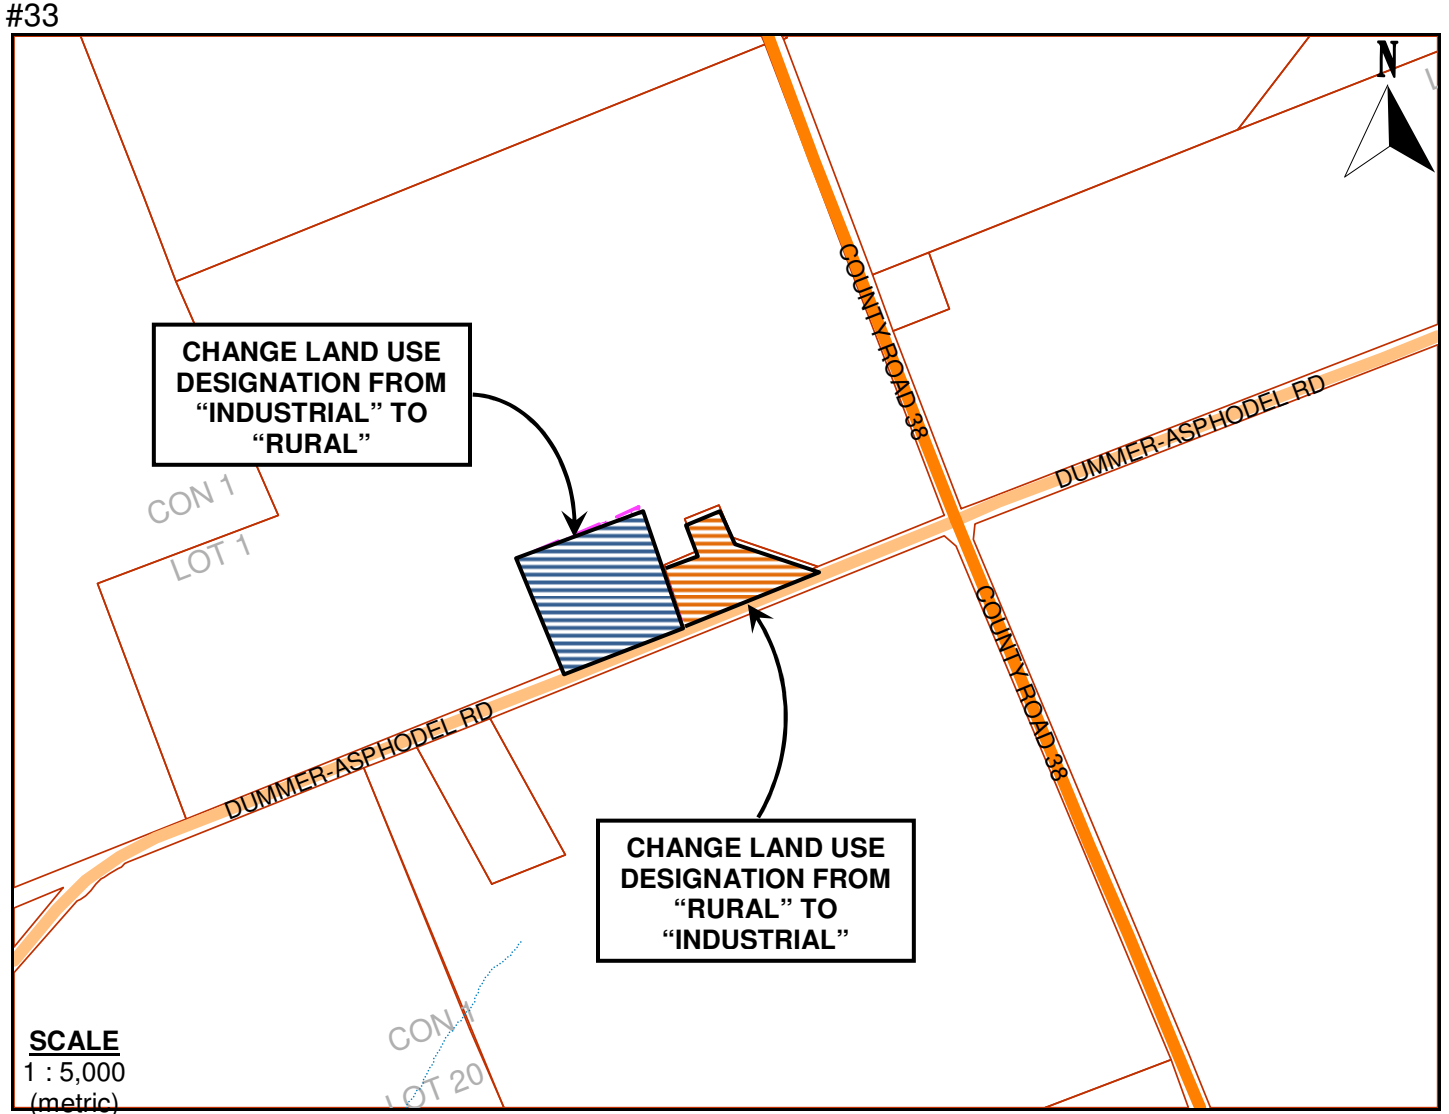 #33
N
COUNTY ROAD 38
CHANGE LAND USE
DESIGNATION FROM
“INDUSTRIAL” TO
“RURAL”
DUMMER-ASPHODEL RD
CON 1
LOT 1
COUNTY ROAD 38
DUMMER-ASPHODEL RD
CHANGE LAND USE
DESIGNATION FROM
“RURAL” TO
“INDUSTRIAL”
CON 1
LOT 20
SCALE
1 : 5,000
(metric)